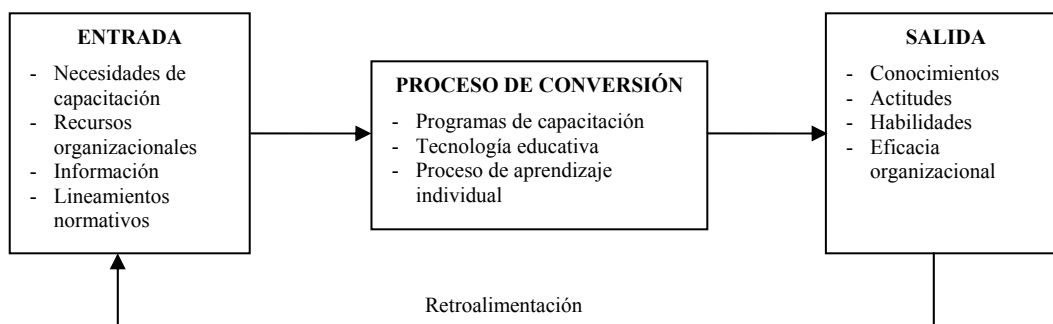 ENTRADA
- Necesidades de
capacitación
- Recursos
organizacionales
- Información
- Lineamientos
normativos
PROCESO DE CONVERSIÓN
- Programas de capacitación
- Tecnología educativa
- Proceso de aprendizaje
individual
SALIDA
- Conocimientos
- Actitudes
- Habilidades
- Eficacia
organizacional
Retroalimentación